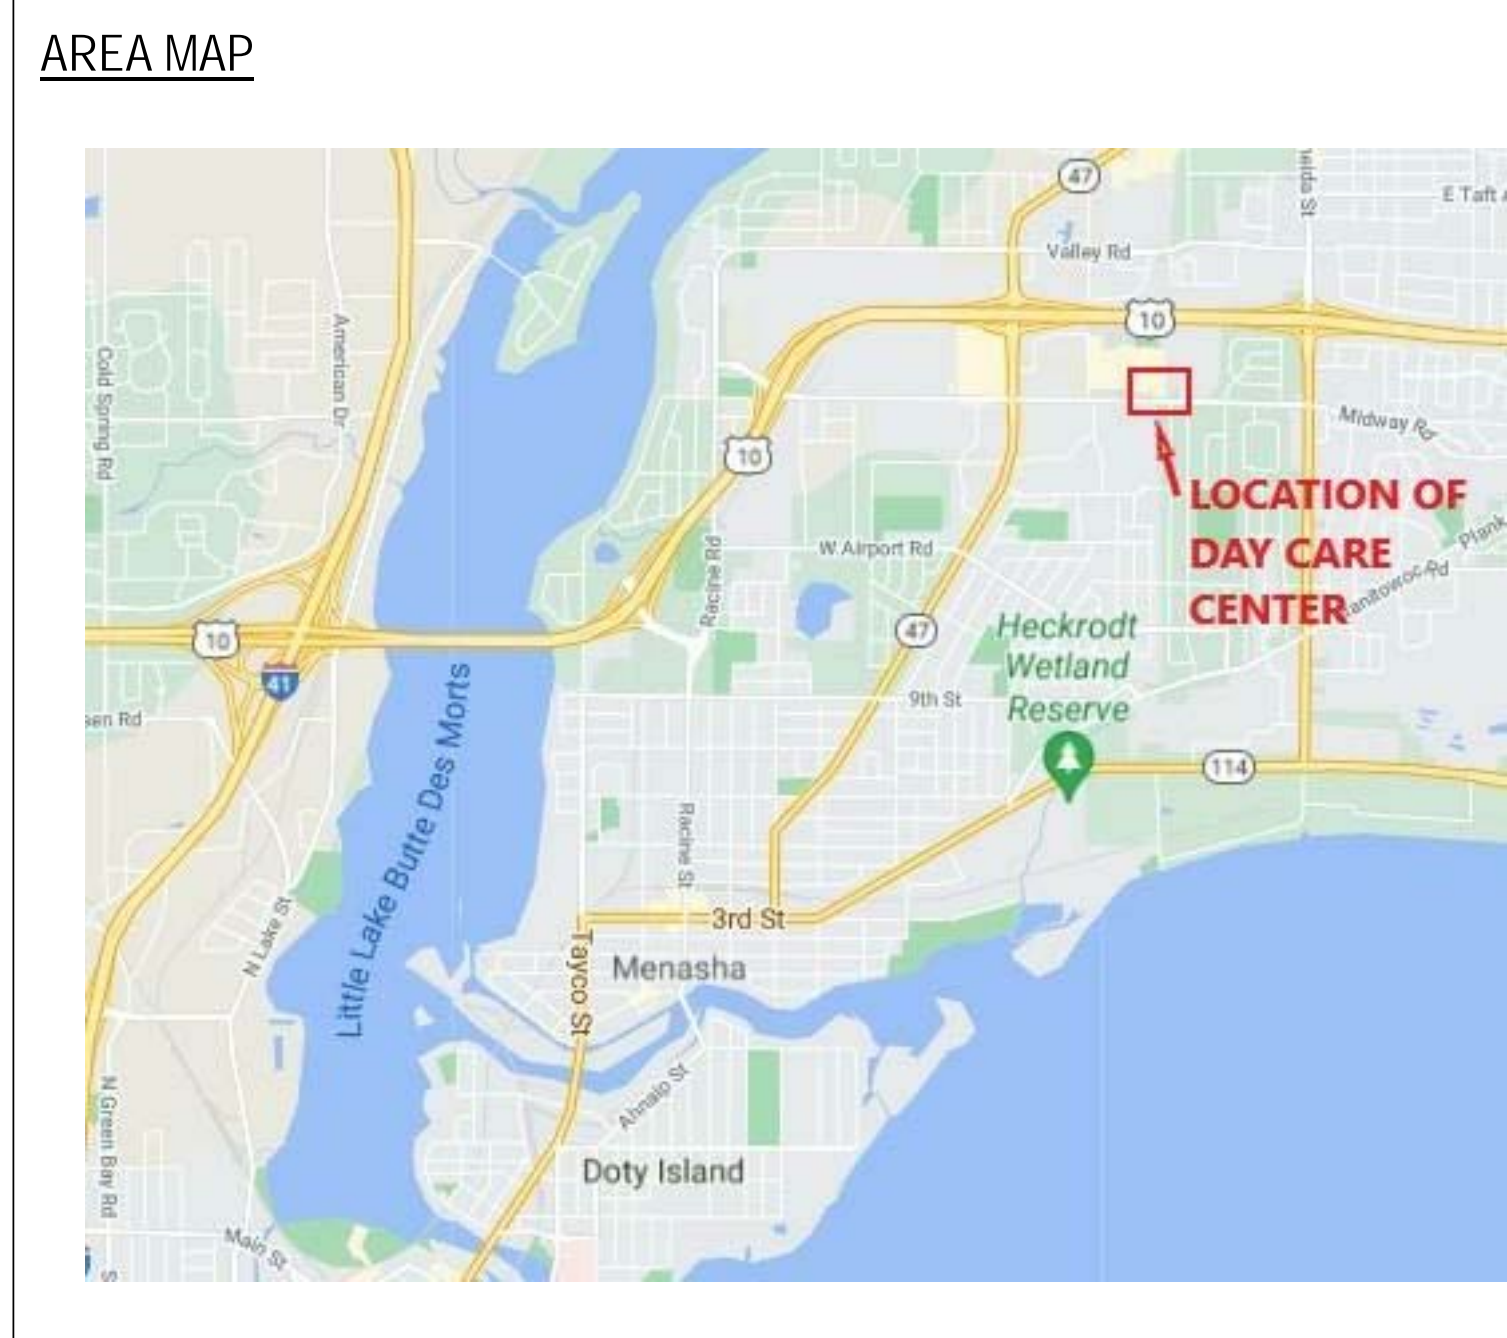 AREA MAP
47
E Taft
Valley Rd
10
American Dr
Cold Spring Rd
Midway Rd
10
LOCATION OF
DAY CARE
CENTER
Plank
W Airport Rd
Racine Rd
47
Heckrodt
Wetland
Reserve
10
41
9th St
Rd
114
Little Lake Butte Des Morts
Racine St
3rd St
N Lake St
Tayco St
Menasha
Ahnaip St
N Green Bay Rd
Doty Island
Main St